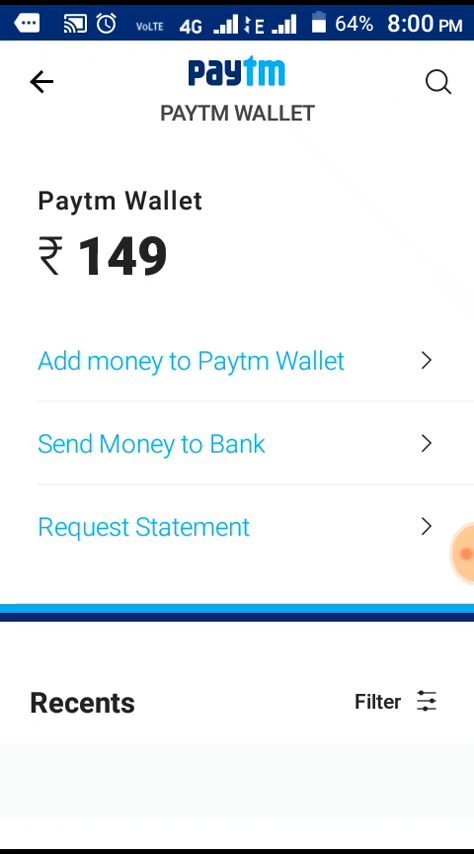 VoLTE 4G E 64% 8:00 PM
paytm
PAYTM WALLET
Paytm Wallet
₹ 149
Add money to Paytm Wallet
Send Money to Bank
Request Statement
Recents
Filter